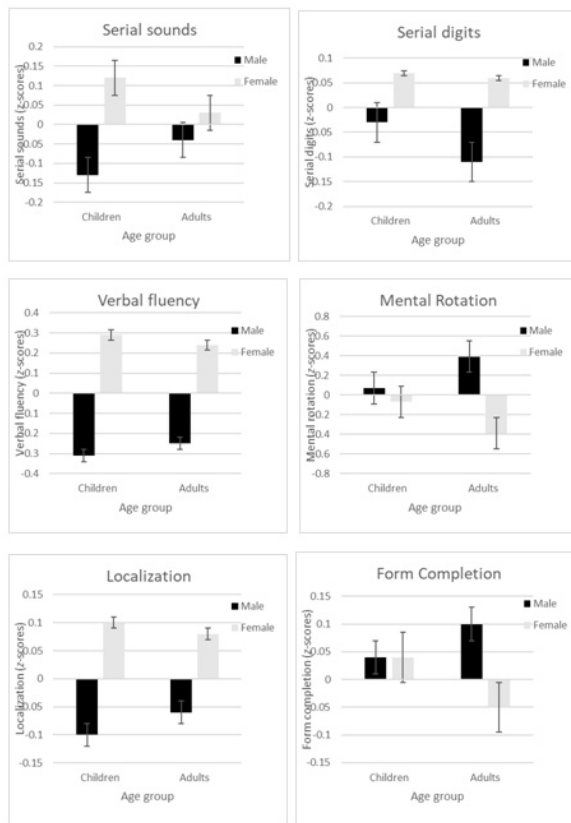 Serial sounds
Serial sounds (z-scores)
0.2
0.15
0.1
0.05
0
-0.05
-0.1
-0.15
-0.2
Male
Female
Children
Adults
Age group
Serial digits
Serial digits (z-scores)
0.1
0.05
0
-0.05
-0.1
-0.15
-0.2
Male
Female
Children
Adults
Age group
Verbal fluency
Verbal fluency (z-scores)
0.4
0.3
0.2
0.1
0
-0.1
-0.2
-0.3
-0.4
Male
Female
Children
Adults
Age group
Mental Rotation
Mental rotation (z-scores)
0.8
0.6
0.4
0.2
0
-0.2
-0.4
-0.6
-0.8
Male
Female
Children
Adults
Age group
Localization
Localization (z-scores)
0.15
0.1
0.05
0
-0.05
-0.1
-0.15
Male
Female
Children
Adults
Age group
Form Completion
Form completion (z-scores)
0.15
0.1
0.05
0
-0.05
-0.1
-0.15
Male
Female
Children
Adults
Age group